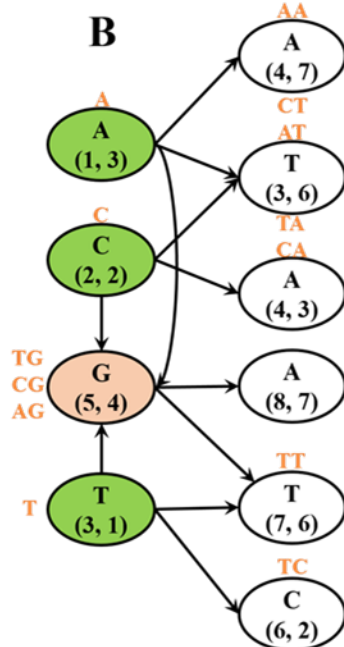 B
AA
A
(4, 7)
A
A
(1, 3)
CT
AT
T
(3, 6)
C
C
(2, 2)
TA
CA
A
(4, 3)
TG
CG
AG
G
(5, 4)
A
(8, 7)
T
T
(3, 1)
TT
T
(7, 6)
TC
C
(6, 2)